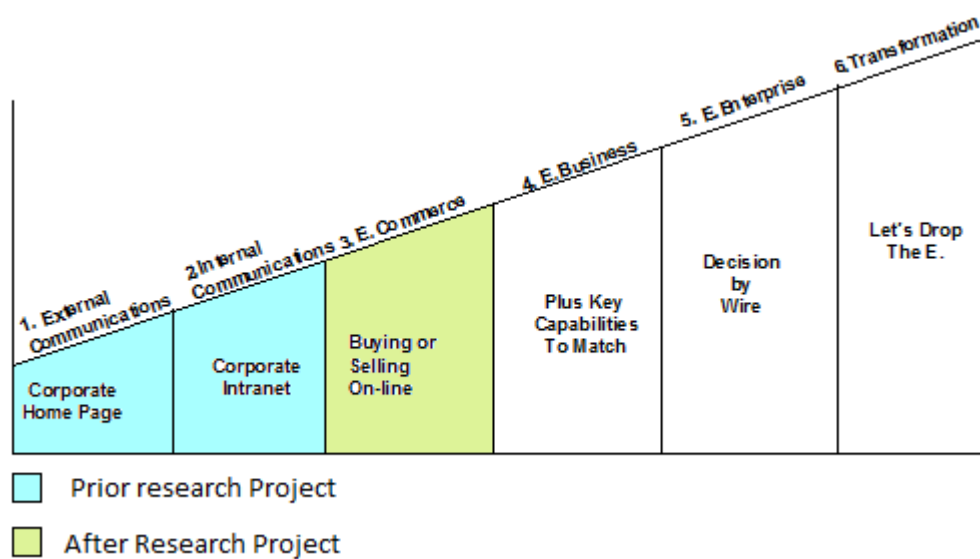 1. External
Communications
2.Internal
Communications
3. E. Commerce
4. E.Business
5. E.Enterprise
6.Transformation
Corporate
Home Page
Corporate
Intranet
Buying or
Selling
On-line
Plus Key
Capabilities
To Match
Decision
by
Wire
Let's Drop
The E.
Prior research Project
After Research Project